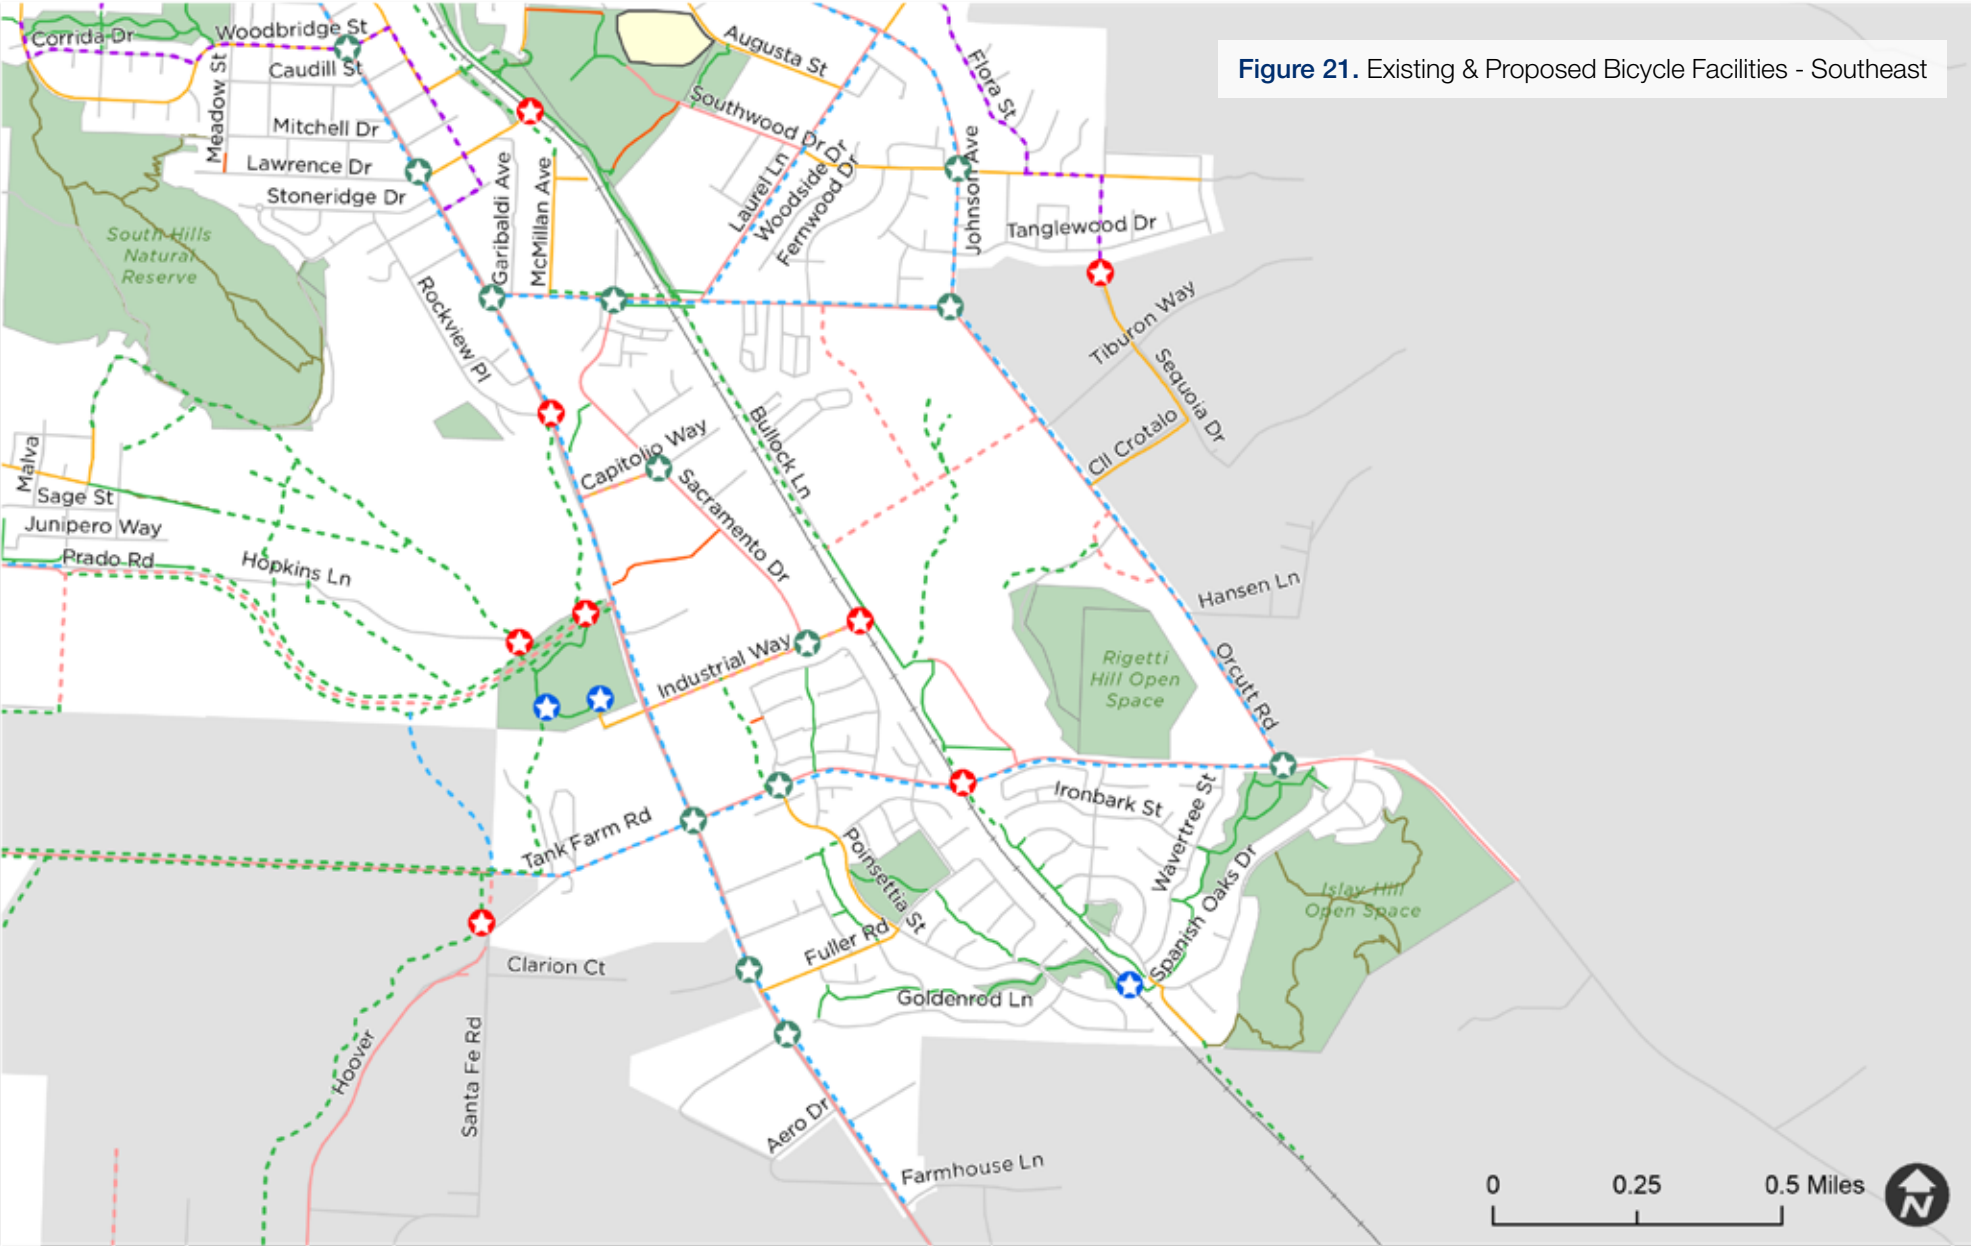 Figure 21. Existing & Proposed Bicycle Facilities - Southeast
Corrida Dr
Woodbridge St
Meadow St
Caudill St
Mitchell Dr
Lawrence Dr
Stoneridge Dr
Augusta St
Southwood Dr
Flora St
Johnson Ave
Laurel Ln
Woodside Dr
Fernwood Dr
Garibaldi Ave
McMillan Ave
Tanglewood Dr
South Hills
Natural
Reserve
Rockview Pl
Tiburon Way
Sequoia Dr
Cll Crotalo
Bullock Ln
Capitolio Way
Sacramento Dr
Malva
Sage St
Junipero Way
Prado Rd
Hopkins Ln
Hansen Ln
Orcutt Rd
Rigetti
Hill Open
Space
Industrial Way
Ironbark St
Wavertree St
Tank Farm Rd
Poinsettia St
Spanish Oaks Dr
Islay Hill
Open Space
Fuller Rd
Clarion Ct
Goldenrod Ln
Hoover
Santa Fe Rd
Aero Dr
Farmhouse Ln
0 0.25 0.5 Miles
N